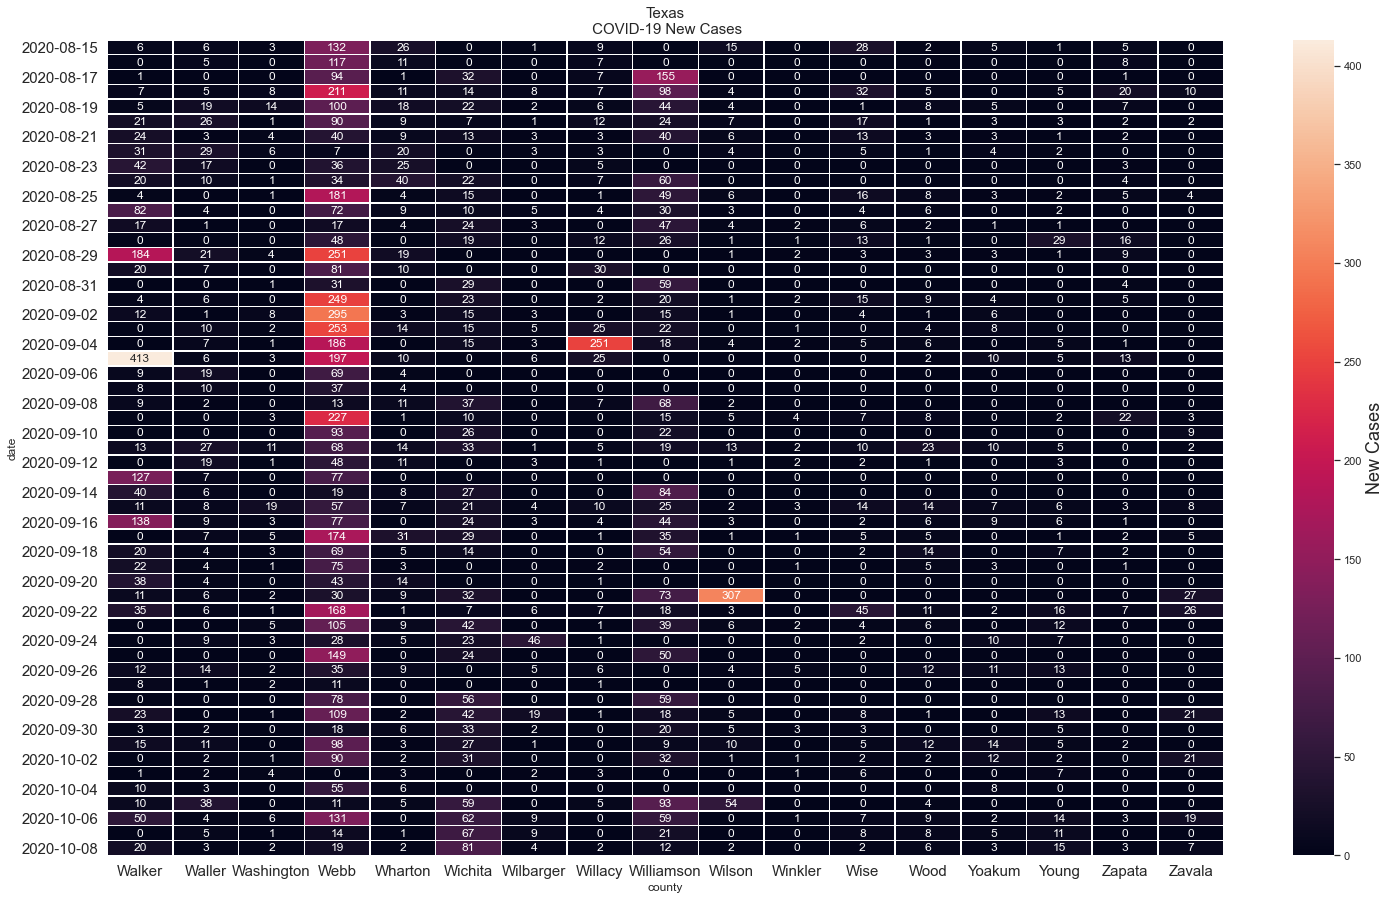 Texas
COVID-19 New Cases
2020-08-15 6 6 3 132 26 0 1 9 0 15 0 28 2 5 1 5 0
0 5 0 117 11 0 0 7 0 0 0 0 0 0 0 8 0
2020-08-17 1 0 0 94 1 32 0 7 155 0 0 0 0 0 0 1 0
7 5 8 211 11 14 8 7 98 4 0 32 5 0 5 20 10
2020-08-19 5 19 14 100 18 22 2 6 44 4 0 1 8 5 0 7 0
21 26 1 90 9 7 1 12 24 7 0 17 1 3 3 2 2
2020-08-21 24 3 4 40 9 13 3 3 40 6 0 13 3 3 1 2 0
31 29 6 7 20 0 3 3 0 4 0 5 1 4 2 0 0
2020-08-23 42 17 0 36 25 0 0 5 0 0 0 0 0 0 0 3 0
20 10 1 34 40 22 0 7 60 0 0 0 0 0 0 4 0
2020-08-25 4 0 1 181 4 15 0 1 49 6 0 16 8 3 2 5 4
82 4 0 72 9 10 5 4 30 3 0 4 6 0 2 0 0
2020-08-27 17 1 0 17 4 24 3 0 47 4 2 6 2 1 1 0 0
0 0 0 48 0 19 0 12 26 1 1 13 1 0 29 16 0
2020-08-29 184 21 4 251 19 0 0 0 0 1 2 3 3 3 1 9 0
20 7 0 81 10 0 0 30 0 0 0 0 0 0 0 0 0
2020-08-31 0 0 1 31 0 29 0 0 59 0 0 0 0 0 0 4 0
4 6 0 249 0 23 0 2 20 1 2 15 9 4 0 5 0
2020-09-02 12 1 8 295 3 15 3 0 15 1 0 4 1 6 0 0 0
0 10 2 253 14 15 5 25 22 0 1 0 4 8 0 0 0
2020-09-04 0 7 1 186 0 15 3 251 18 4 2 5 6 0 5 1 0
413 6 3 197 10 0 6 25 0 0 0 0 2 10 5 13 0
2020-09-06 9 19 0 69 4 0 0 0 0 0 0 0 0 0 0 0 0
8 10 0 37 4 0 0 0 0 0 0 0 0 0 0 0 0
2020-09-08 9 2 0 13 11 37 0 7 68 2 0 0 0 0 0 0 0
0 0 3 227 1 10 0 0 15 5 4 7 8 0 2 22 3
2020-09-10 0 0 0 93 0 26 0 0 22 0 0 0 0 0 0 0 9
13 27 11 68 14 33 1 5 19 13 2 10 23 10 5 0 2
2020-09-12 0 19 1 48 11 0 3 1 0 1 2 2 1 0 3 0 0
127 7 0 77 0 0 0 0 0 0 0 0 0 0 0 0 0
2020-09-14 40 6 0 19 8 27 0 0 84 0 0 0 0 0 0 0 0
11 8 19 57 7 21 4 10 25 2 3 14 14 7 6 3 8
2020-09-16 138 9 3 77 0 24 3 4 44 3 0 2 6 9 6 1 0
0 7 5 174 31 29 0 1 35 1 1 5 5 0 1 2 5
2020-09-18 20 4 3 69 5 14 0 0 54 0 0 2 14 0 7 2 0
22 4 1 75 3 0 0 2 0 0 1 0 5 3 0 1 0
2020-09-20 38 4 0 43 14 0 0 1 0 0 0 0 0 0 0 0 0
11 6 2 30 9 32 0 0 73 307 0 0 0 0 0 0 27
2020-09-22 35 6 1 168 1 7 6 7 18 3 0 45 11 2 16 7 26
0 0 5 105 9 42 0 1 39 6 2 4 6 0 12 0 0
2020-09-24 0 9 3 28 5 23 46 1 0 0 0 2 0 10 7 0 0
0 0 0 149 0 24 0 0 50 0 0 0 0 0 0 0 0
2020-09-26 12 14 2 35 9 0 5 6 0 4 5 0 12 11 13 0 0
8 1 2 11 0 0 0 1 0 0 0 0 0 0 0 0 0
2020-09-28 0 0 0 78 0 56 0 0 59 0 0 0 0 0 0 0 0
23 0 1 109 2 42 19 1 18 5 0 8 1 0 13 0 21
2020-09-30 3 2 0 18 6 33 2 0 20 5 3 3 0 0 5 0 0
15 11 0 98 3 27 1 0 9 10 0 5 12 14 5 2 0
2020-10-02 0 2 1 90 2 31 0 0 32 1 1 2 2 12 2 0 21
1 2 4 0 3 0 2 3 0 0 1 6 0 0 7 0 0
2020-10-04 10 3 0 55 6 0 0 0 0 0 0 0 0 8 0 0 0
10 38 0 11 5 59 0 5 93 54 0 0 4 0 0 0 0
2020-10-06 50 4 6 131 0 62 9 0 59 0 1 7 9 2 14 3 19
0 5 1 14 1 67 9 0 21 0 0 8 8 5 11 0 0
2020-10-08 20 3 2 19 2 81 4 2 12 2 0 2 6 3 15 3 7
Walker Waller Washington Webb Wharton Wichita Wilbarger Willacy Williamson Wilson Winkler Wise Wood Yoakum Young Zapata Zavala
county
date
400
350
300
250
200
150
100
50
0
New Cases